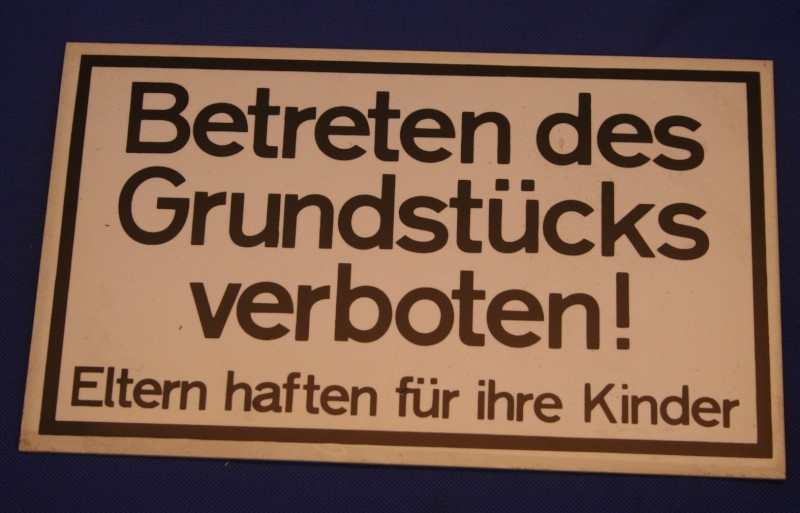 Betreten des
Grundstücks
verboten!
Eltern haften für ihre Kinder